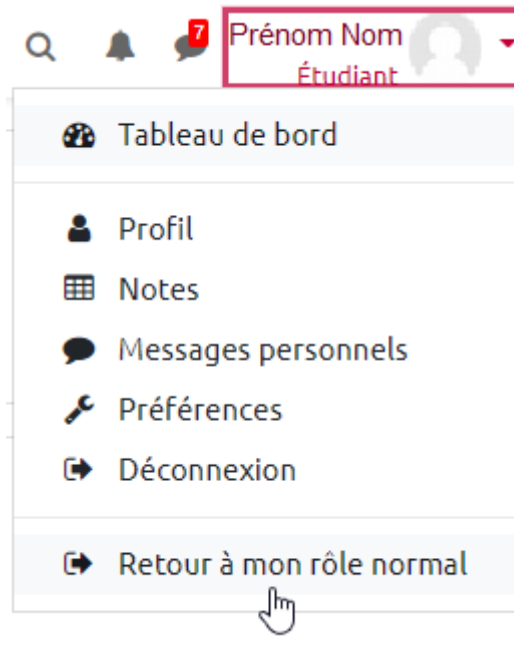 7
Prénom Nom
Étudiant
Tableau de bord
Profil
Notes
Messages personnels
Préférences
Déconnexion
Retour à mon rôle normal